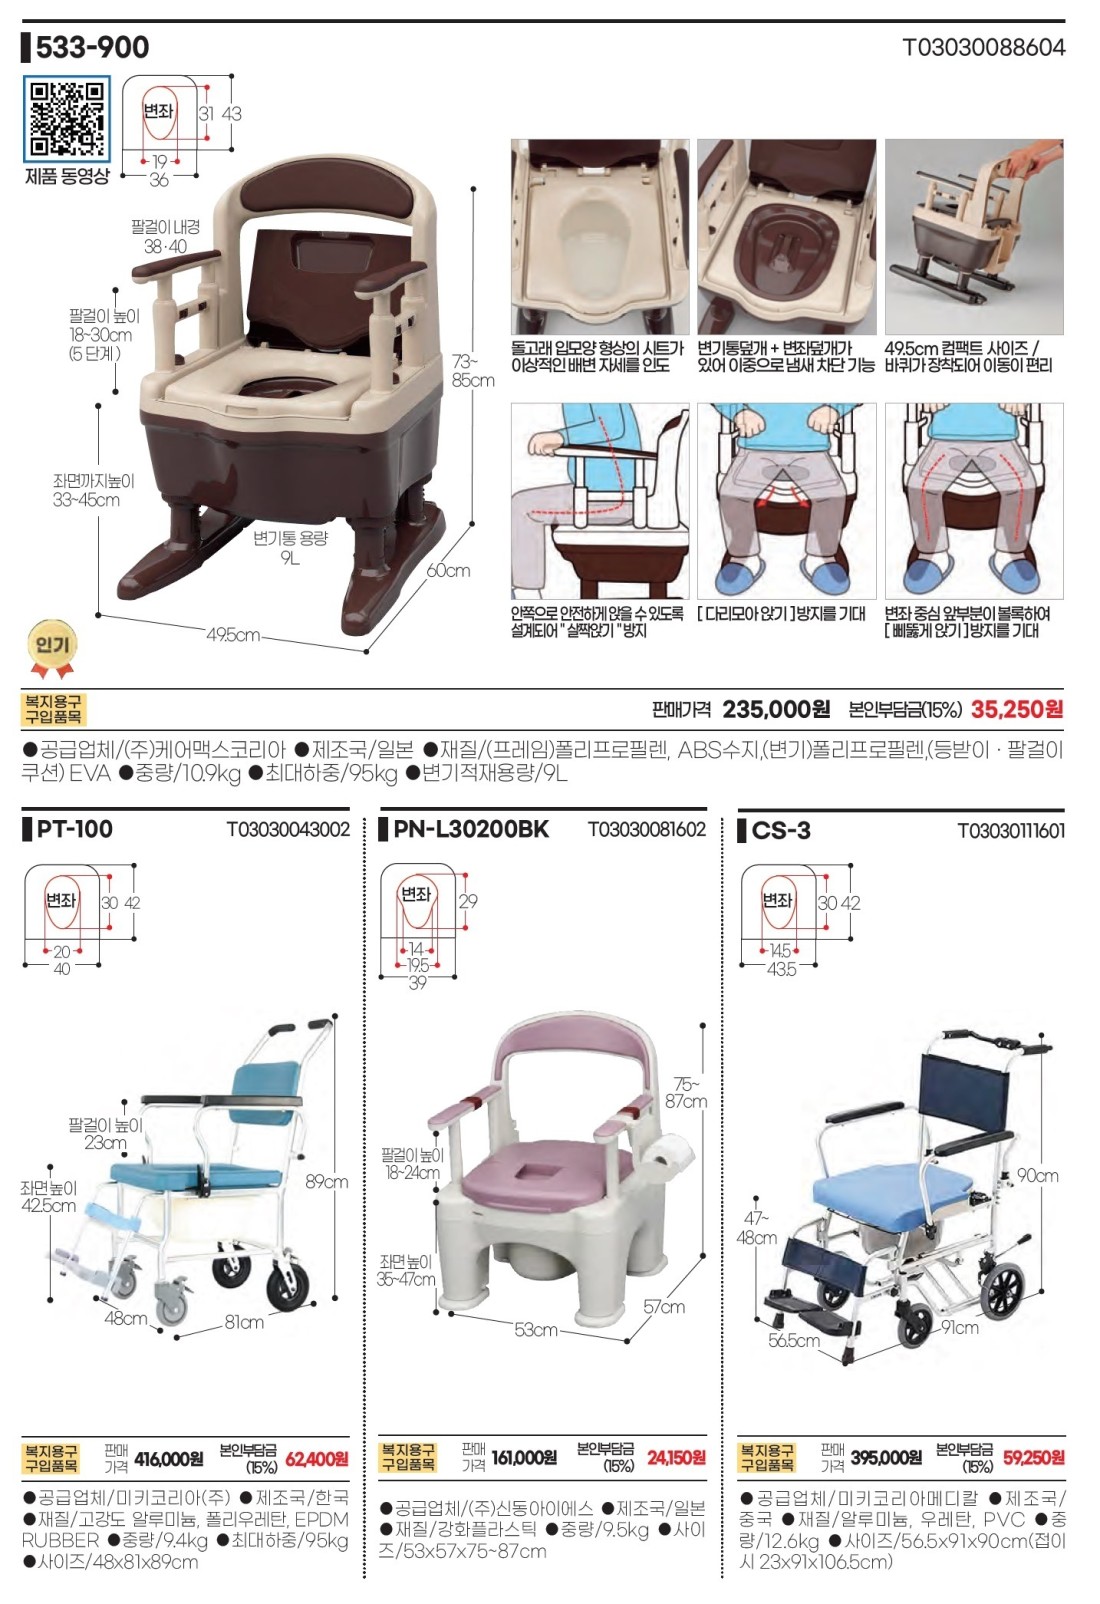 533-900
T03030088604
제품 동영상
변좌
31
43
19
36
팔걸이 내경
38·40
팔걸이 높이
18~30cm
(5 단계)
73~
85cm
좌면까지높이
33~45cm
변기통 용량
9L
60cm
49.5cm
인기
돌고래 입모양 형상의 시트가
이상적인 배변 자세를 인도
변기통덮개 + 변좌덮개가
있어 이중으로 냄새 차단 기능
49.5cm 컴팩트 사이즈 /
바퀴가 장착되어 이동이 편리
안쪽으로 안전하게 앉을 수 있도록
설계되어 " 살짝앉기 " 방지
[ 다리모아 앉기 ] 방지를 기대
변좌 중심 앞부분이 볼록하여
[ 삐뚫게 앉기 ] 방지를 기대
복지용구
구입품목
판매가격 235,000원 본인부담금(15%) 35,250원
●공급업체/(주)케어맥스코리아 ●제조국/일본 ●재질/(프레임)폴리프로필렌, ABS수지,(변기)폴리프로필렌,(등받이 · 팔걸이
쿠션) EVA ●중량/10.9kg ●최대하중/95kg ●변기적재용량/9L
PT-100
T03030043002
변좌
30
42
20
40
팔걸이 높이
23cm
좌면높이
42.5cm
89cm
48cm
81cm
복지용구
구입품목
판매
가격
416,000원
본인부담금
(15%)
62,400원
●공급업체/미키코리아(주) ●제조국/한국
●재질/고강도 알루미늄, 폴리우레탄, EPDM
RUBBER ●중량/9.4kg ●최대하중/95kg
●사이즈/48x81x89cm
PN-L30200BK
T03030081602
변좌
29
14
19.5
39
75~
87cm
팔걸이 높이
18~24cm
좌면 높이
35~47cm
57cm
53cm
복지용구
구입품목
판매
가격
161,000원
본인부담금
(15%)
24,150원
●공급업체/(주)신동아이에스 ●제조국/일본
●재질/강화플라스틱 ●중량/9.5kg ●사이
즈/53x57x75~87cm
CS-3
T03030111601
변좌
30
42
14.5
43.5
90cm
47~
48cm
56.5cm
91cm
복지용구
구입품목
판매
가격
395,000원
본인부담금
(15%)
59,250원
●공급업체/미키코리아메디칼 ●제조국/
중국 ●재질/알루미늄, 우레탄, PVC ●중
량/12.6kg ●사이즈/56.5x91x90cm(접이
시 23x91x106.5cm)